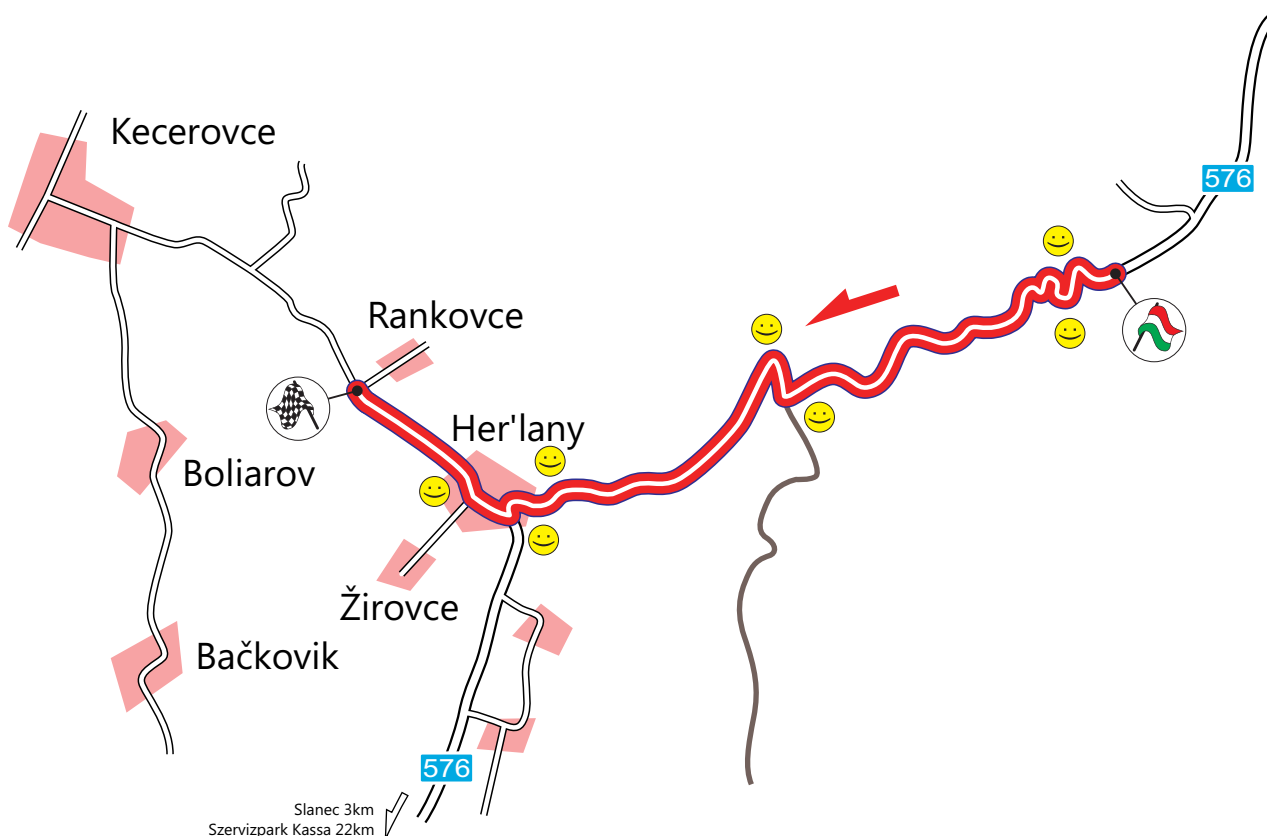 Kecerovce
576
Rankovce
Her'lany
Boliarov
Žirovce
Bačkovik
576
Slanec 3km
Szervizpark Kassa 22km